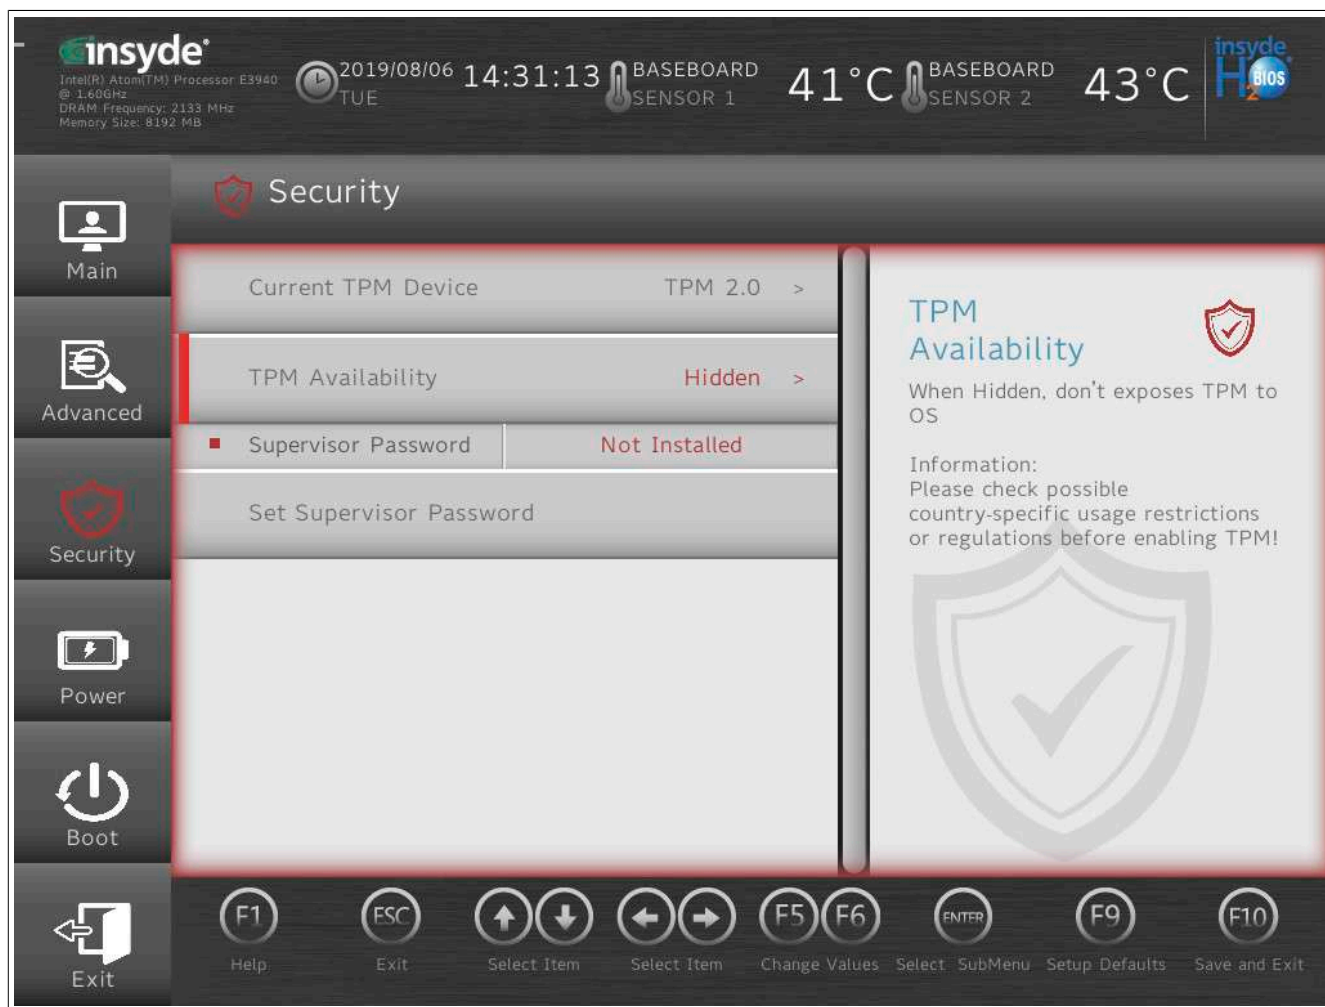 insyde®
Intel(R) Atom(TM) Processor E3940
@ 1.60GHz
DRAM Frequency: 2133 MHz
Memory Size: 8192 MB
2019/08/06
TUE
14:31:13
BASEBOARD
SENSOR 1
41°C
BASEBOARD
SENSOR 2
43°C
insyde
H2BIOS
Main
Advanced
Security
Power
Boot
Exit
Security
Current TPM Device TPM 2.0 >
TPM Availability Hidden >
Supervisor Password Not Installed
Set Supervisor Password
TPM
Availability
When Hidden, don't exposes TPM to
OS
Information:
Please check possible
country-specific usage restrictions
or regulations before enabling TPM!
F1 ESC F5 F6 ENTER F9 F10
Help Exit Select Item Select Item Change Values Select SubMenu Setup Defaults Save and Exit